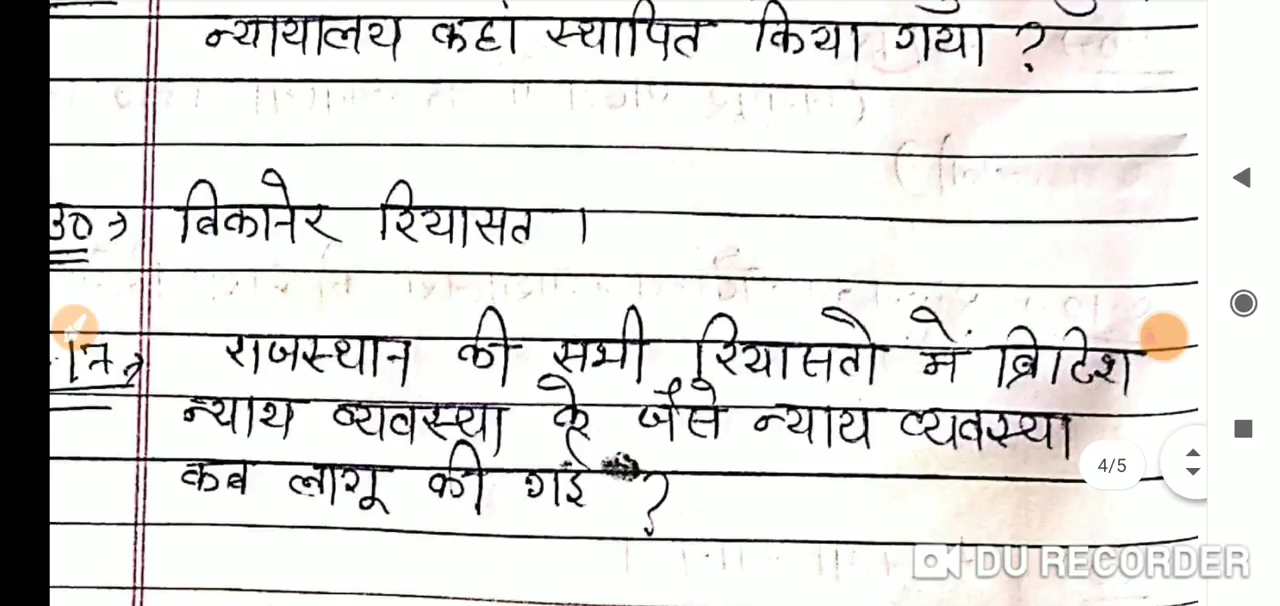 न्यायालय कहां स्थापित किया गया ?
उ०→ बिकानेर रियासत ।
राजस्थान की सभी रियासतो में ब्रिटिश
न्याय व्यवस्था के जैसे न्याय व्यवस्था
कब लागू की गई ?
4/5
DU RECORDER